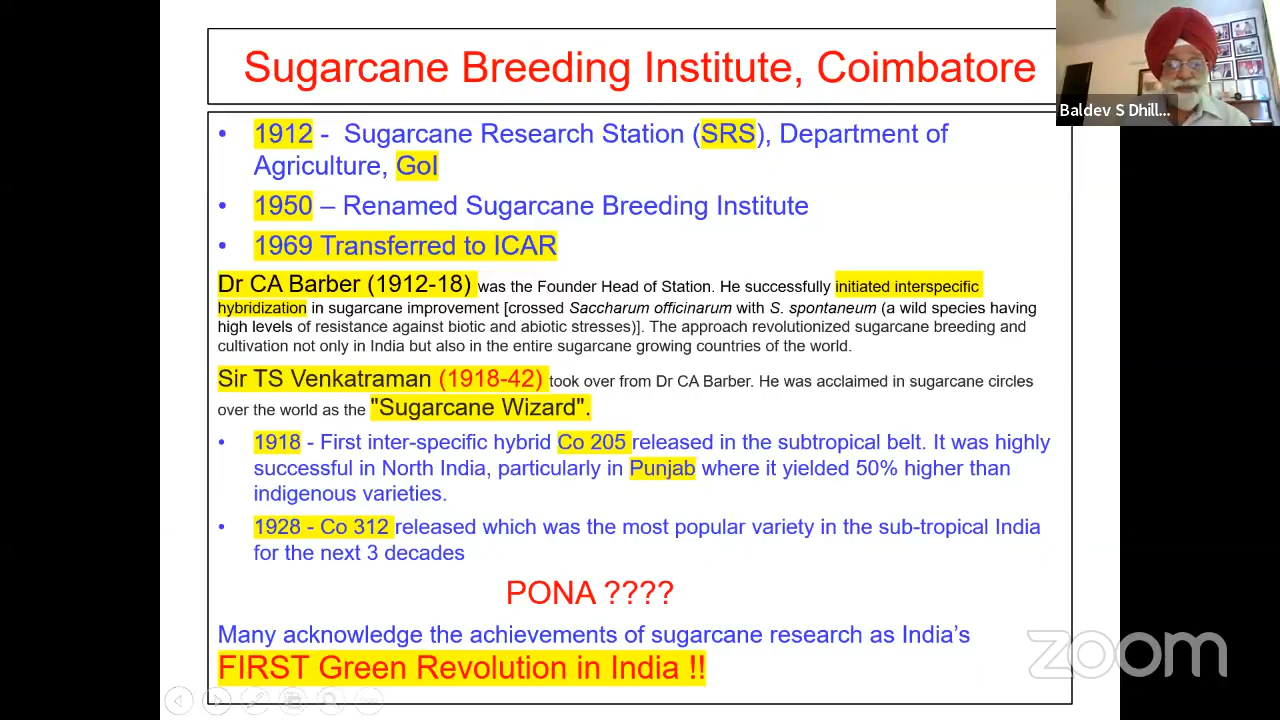 Sugarcane Breeding Institute, Coimbatore
Baldev S Dhill...
• 1912 - Sugarcane Research Station (SRS), Department of
Agriculture, GoI
• 1950 – Renamed Sugarcane Breeding Institute
• 1969 Transferred to ICAR
Dr CA Barber (1912-18) was the Founder Head of Station. He successfully initiated interspecific
hybridization in sugarcane improvement [crossed Saccharum officinarum with S. spontaneum (a wild species having
high levels of resistance against biotic and abiotic stresses)]. The approach revolutionized sugarcane breeding and
cultivation not only in India but also in the entire sugarcane growing countries of the world.
Sir TS Venkatraman (1918-42) took over from Dr CA Barber. He was acclaimed in sugarcane circles
over the world as the "Sugarcane Wizard".
• 1918 - First inter-specific hybrid Co 205 released in the subtropical belt. It was highly
successful in North India, particularly in Punjab where it yielded 50% higher than
indigenous varieties.
• 1928 - Co 312 released which was the most popular variety in the sub-tropical India
for the next 3 decades
PONA ????
Many acknowledge the achievements of sugarcane research as India's
FIRST Green Revolution in India !!
zoom